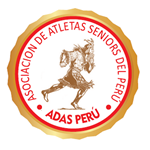 ASOCIACION DE ATLETAS SENIORS DEL PERÚ
ADAS PERÚ